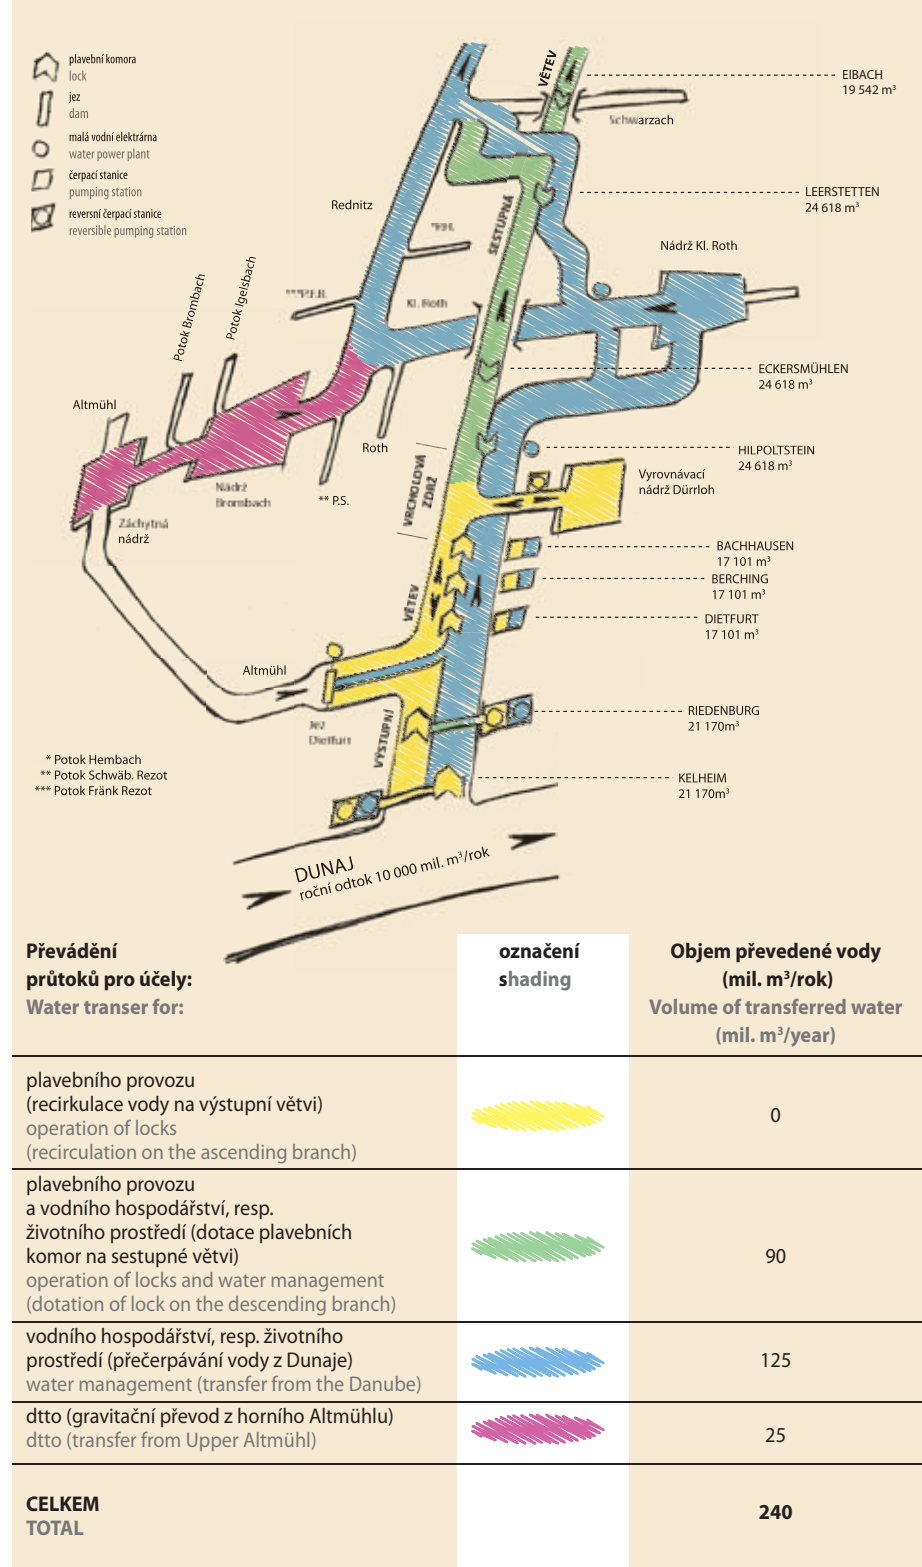 plavební komora
lock
jez
dam
malá vodní elektrárna
water power plant
čerpací stanice
pumping station
reversní čerpací stanice
reversible pumping station
VĚTEV
EIBACH
19 542 m³
Schwarzach
LEERSTETTEN
24 618 m³
Rednitz
SESTUPNÁ
Nádrž Kl. Roth
Potok Brombach
Potok Igelsbach
***P.F.R.
*P.H.
Kl. Roth
ECKERSMÜHLEN
24 618 m³
Altmühl
Roth
HILPOLTSTEIN
24 618 m³
VRCHOLOVÁ
ZDRŽ
Vyrovnávací
nádrž Dürrloh
Nádrž
Brombach
** P.S.
Záchytná
nádrž
BACHHAUSEN
17 101 m³
BERCHING
17 101 m³
VĚTEV
DIETFURT
17 101 m³
Altmühl
Jez
Dietfurt
VÝSTUPNÍ
RIEDENBURG
21 170m³
* Potok Hembach
** Potok Schwäb. Rezot
*** Potok Fränk Rezot
KELHEIM
21 170m³
DUNAJ
roční odtok 10 000 mil. m³/rok
Převádění
průtoků pro účely:
Water transer for:
označení
shading
Objem převedené vody
(mil. m³/rok)
Volume of transferred water
(mil. m³/year)
plavebního provozu
(recirkulace vody na výstupní větvi)
operation of locks
(recirculation on the ascending branch)
0
plavebního provozu
a vodního hospodářství, resp.
životního prostředí (dotace plavebních
komor na sestupné větvi)
operation of locks and water management
(dotation of lock on the descending branch)
90
vodního hospodářství, resp. životního
prostředí (přečerpávání vody z Dunaje)
water management (transfer from the Danube)
125
dtto (gravitační převod z horního Altmühlu)
dtto (transfer from Upper Altmühl)
25
CELKEM
TOTAL
240